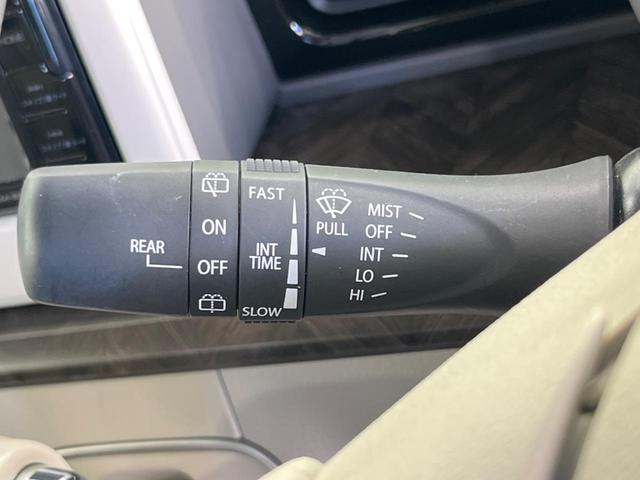 REAR
ON
OFF
FAST
INT
TIME
SLOW
PULL
MIST
OFF
INT
LO
HI